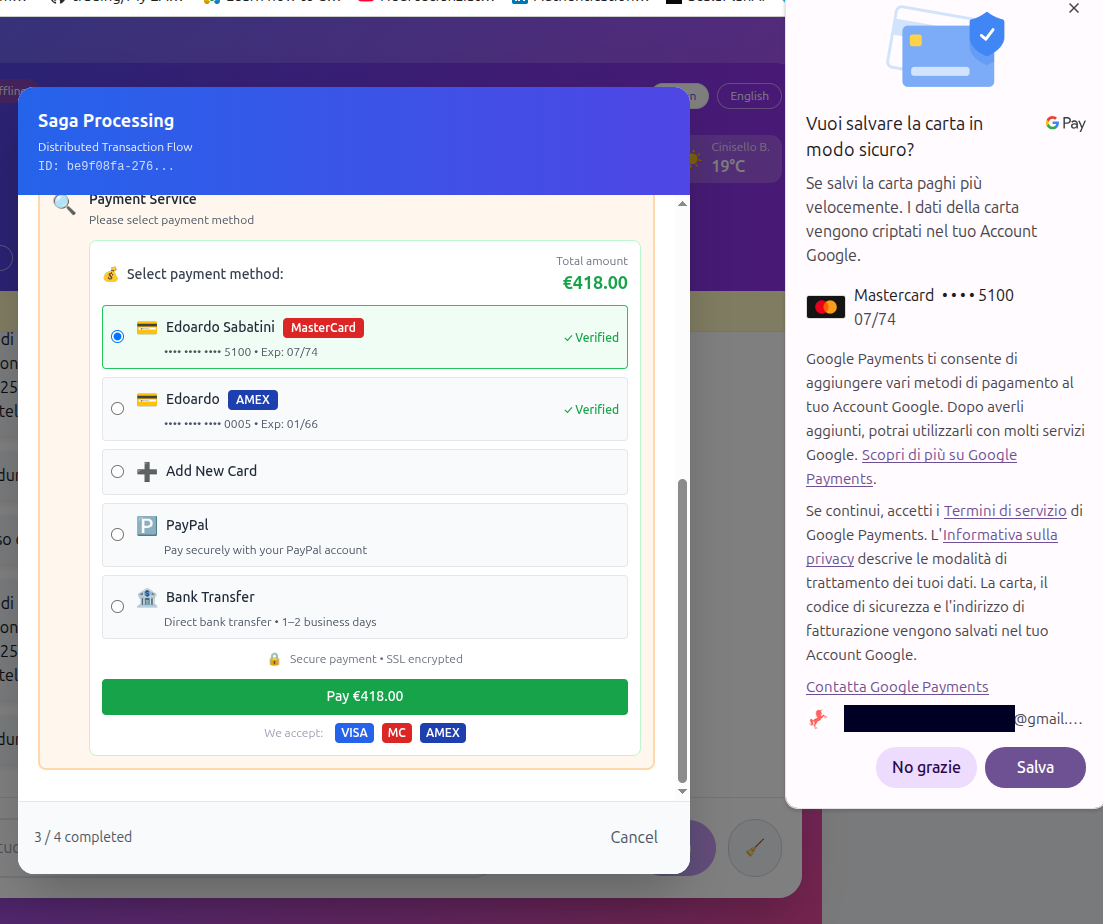 English
Cinisello B.
19°C
Saga Processing
Distributed Transaction Flow
ID: be9f08fa-276...
Payment Service
Please select payment method
Select payment method:
Total amount
€418.00
Edoardo Sabatini MasterCard
•••• •••• •••• 5100 • Exp: 07/74
✓ Verified
Edoardo AMEX
•••• •••• •••• 0005 • Exp: 01/66
✓ Verified
Add New Card
PayPal
Pay securely with your PayPal account
Bank Transfer
Direct bank transfer • 1–2 business days
Secure payment • SSL encrypted
Pay €418.00
We accept: VISA MC AMEX
3 / 4 completed
Cancel
Vuoi salvare la carta in
modo sicuro?
G Pay
Se salvi la carta paghi più
velocemente. I dati della carta
vengono criptati nel tuo Account
Google.
Mastercard •••• 5100
07/74
Google Payments ti consente di
aggiungere vari metodi di pagamento al
tuo Account Google. Dopo averli
aggiunti, potrai utilizzarli con molti servizi
Google. Scopri di più su Google
Payments.
Se continui, accetti i Termini di servizio di
Google Payments. L'Informativa sulla
privacy descrive le modalità di
trattamento dei tuoi dati. La carta, il
codice di sicurezza e l'indirizzo di
fatturazione vengono salvati nel tuo
Account Google.
Contatta Google Payments
@gmail....
No grazie
Salva